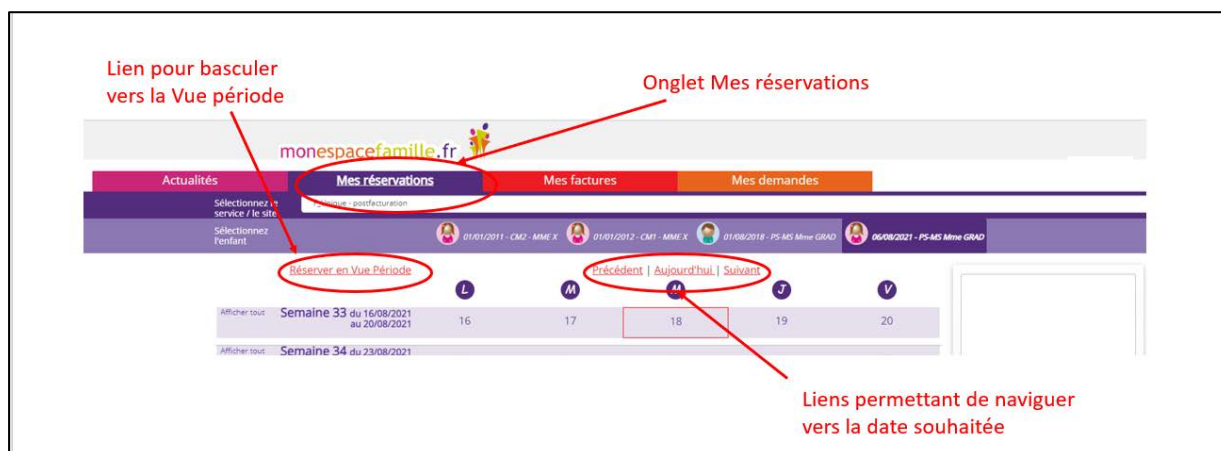 Lien pour basculer
vers la Vue période
Onglet Mes réservations
monespacefamille.fr
Actualités
Mes réservations
Mes factures
Mes demandes
Sélectionnez le
service / le site
- postfacturation
Sélectionnez
l'enfant
01/01/2011 - CM2 - MME X
01/01/2012 - CM1 - MME X
01/08/2018 - PS-MS Mme GRAD
06/08/2021 - PS-MS Mme GRAD
Réserver en Vue Période
Précédent | Aujourd'hui | Suivant
L M M J V
Afficher tout Semaine 33 du 16/08/2021
au 20/08/2021
16 17 18 19 20
Afficher tout Semaine 34 du 23/08/2021
Liens permettant de naviguer
vers la date souhaitée